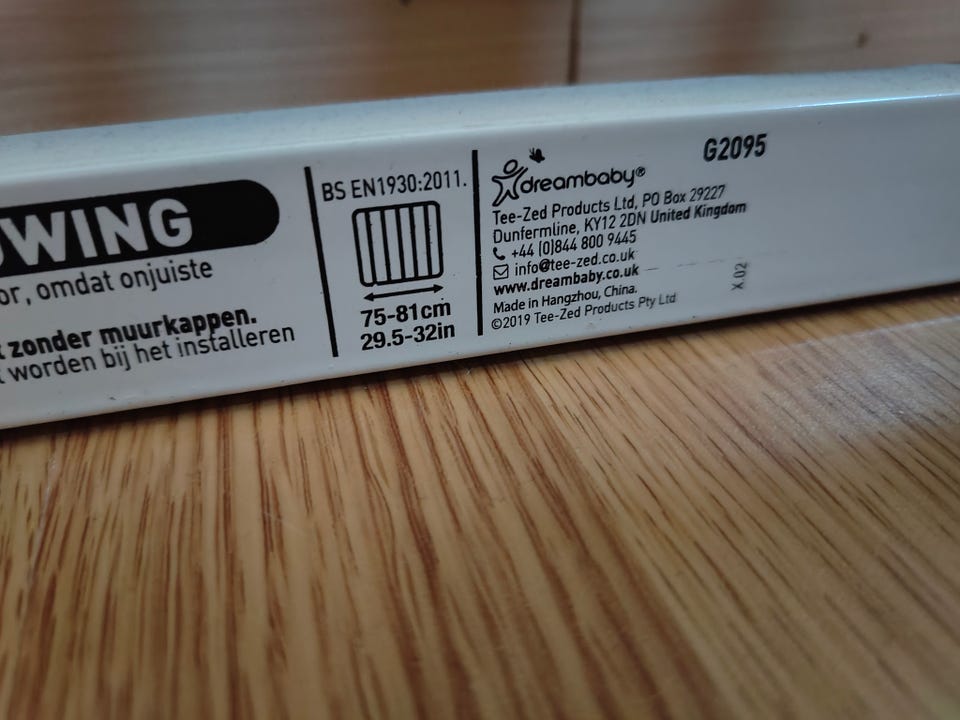 WING
or, omdat onjuiste
zonder muurkappen.
worden bij het installeren
BS EN1930:2011.
75-81cm
29.5-32in
G2095
dreambaby®
Tee-Zed Products Ltd, PO Box 29227
Dunfermline, KY12 2DN United Kingdom
+44 (0)844 800 9445
info@tee-zed.co.uk
www.dreambaby.co.uk
Made in Hangzhou, China.
©2019 Tee-Zed Products Pty Ltd
X.02